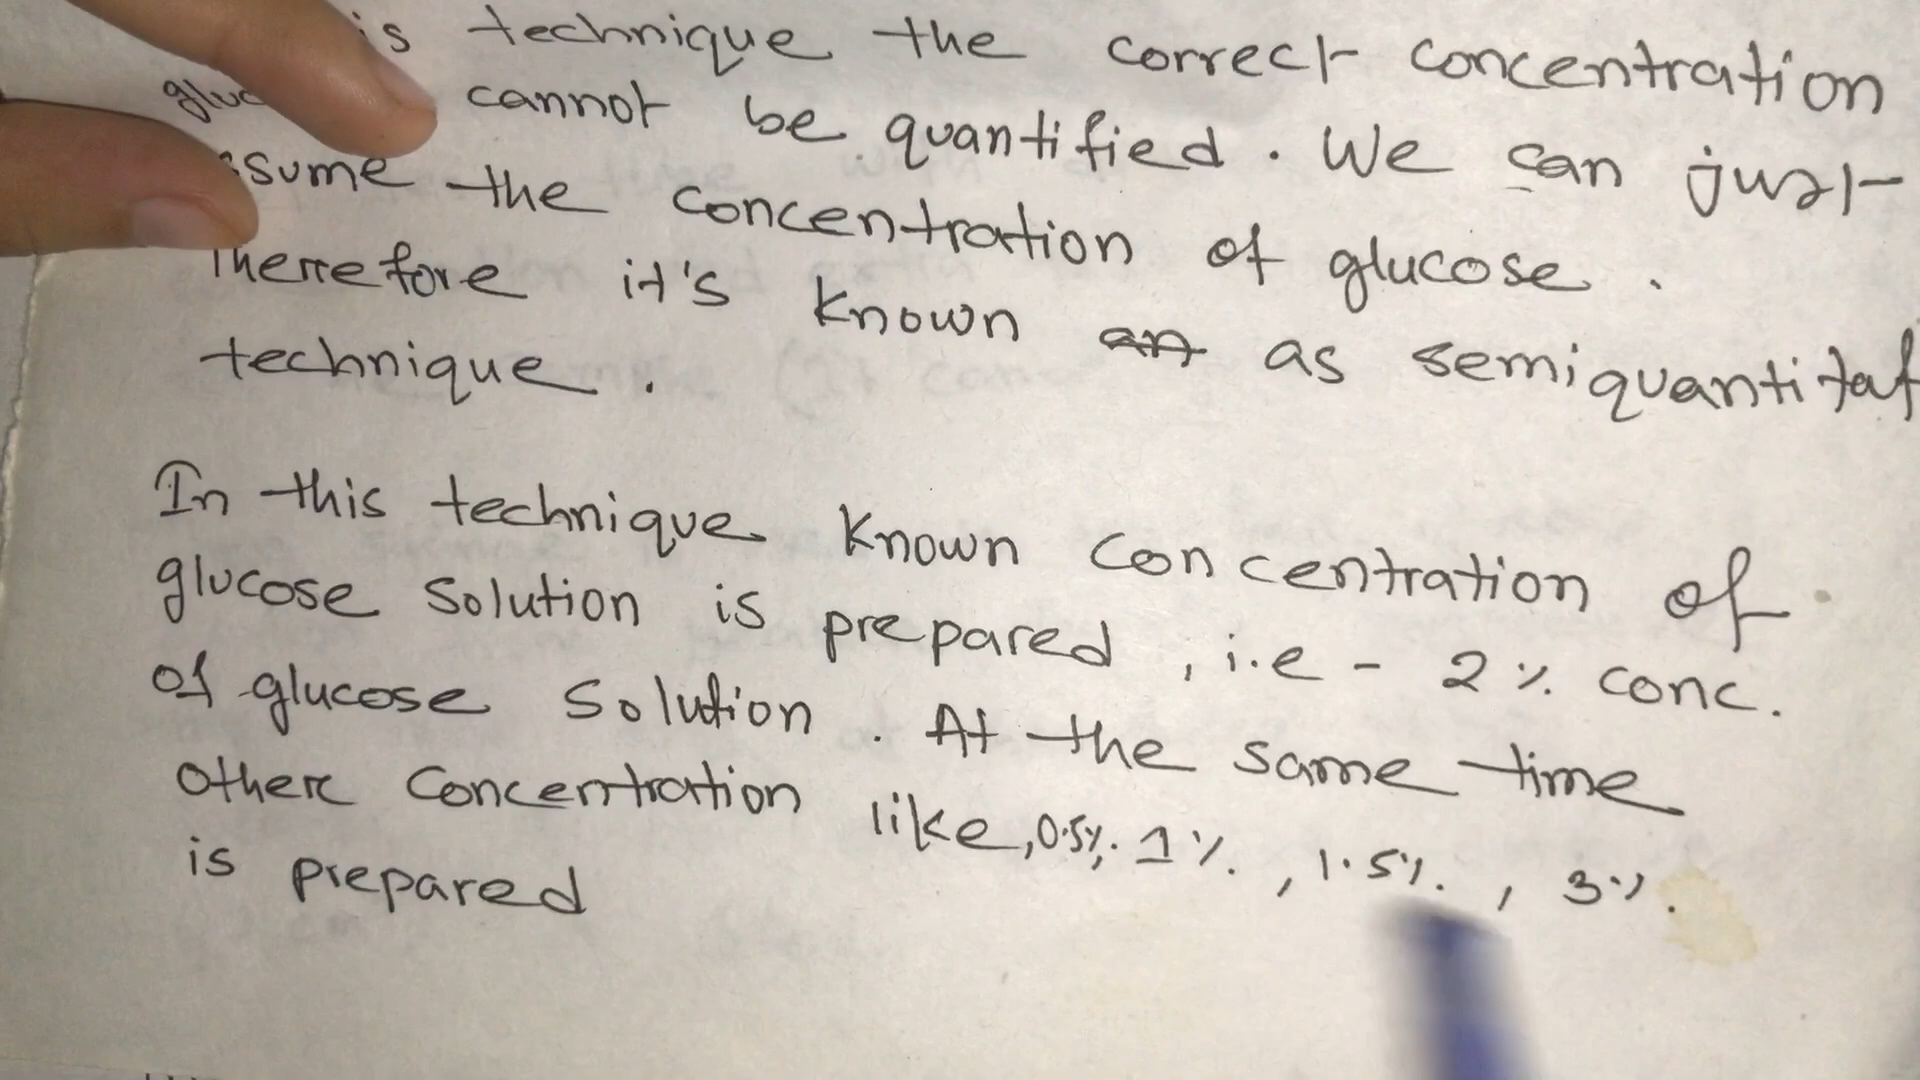 technique the correct concentration
cannot be quantified. We can just
the concentration of glucose.
Therefore it's known as semiquantitat
technique.
In this technique known concentration of
glucose solution is prepared, i.e - 2% conc.
of glucose solution. At the same time
other concentration like, 0.5%. 1%., 1.5%., 3%.
is prepared